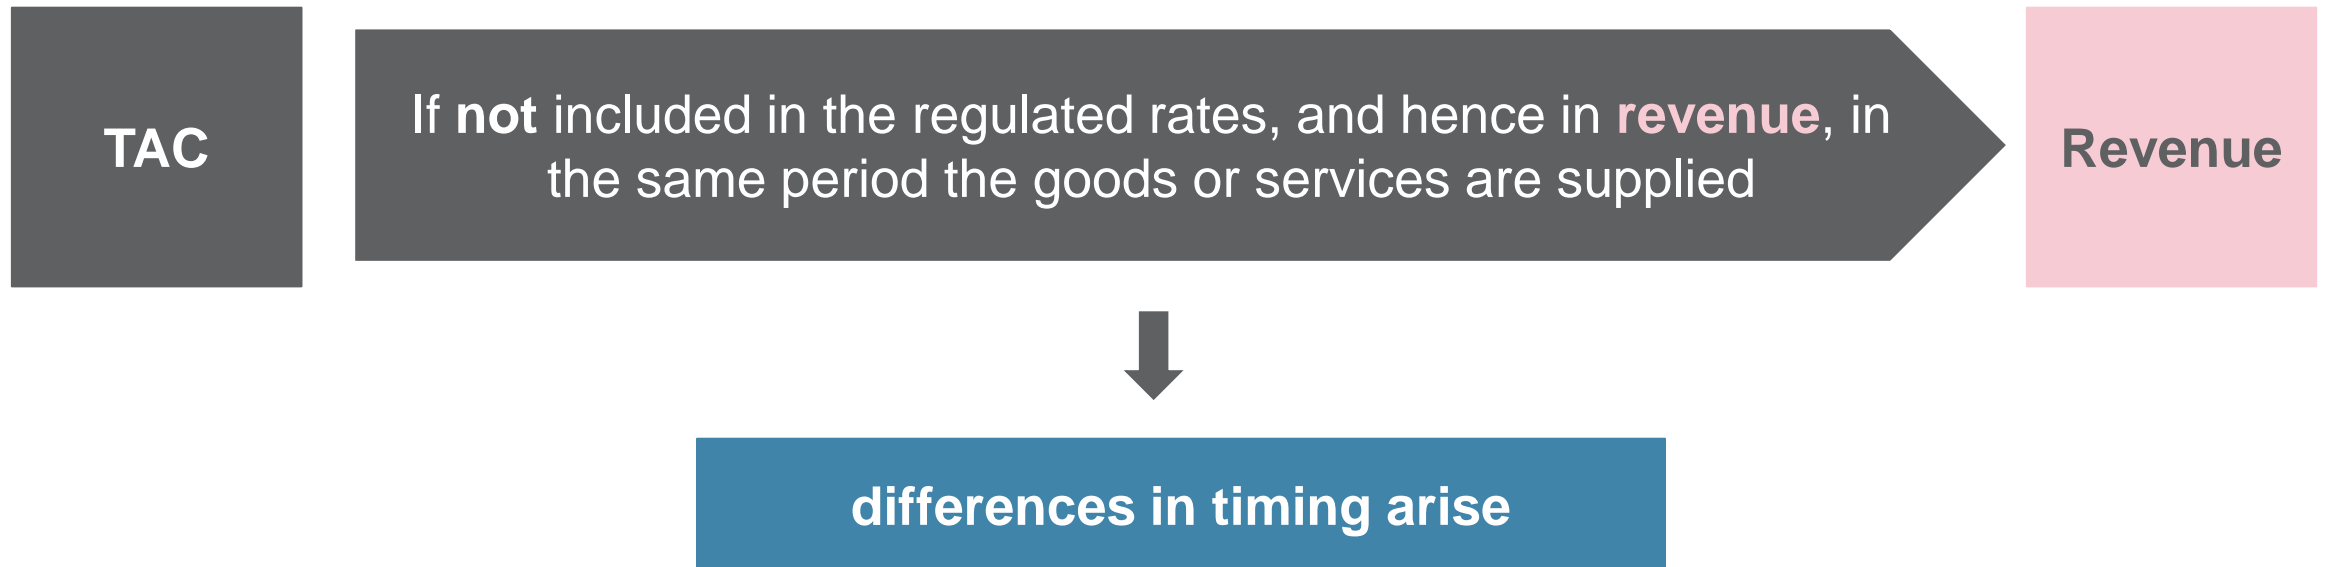 TAC
If not included in the regulated rates, and hence in revenue, in
the same period the goods or services are supplied
Revenue
differences in timing arise